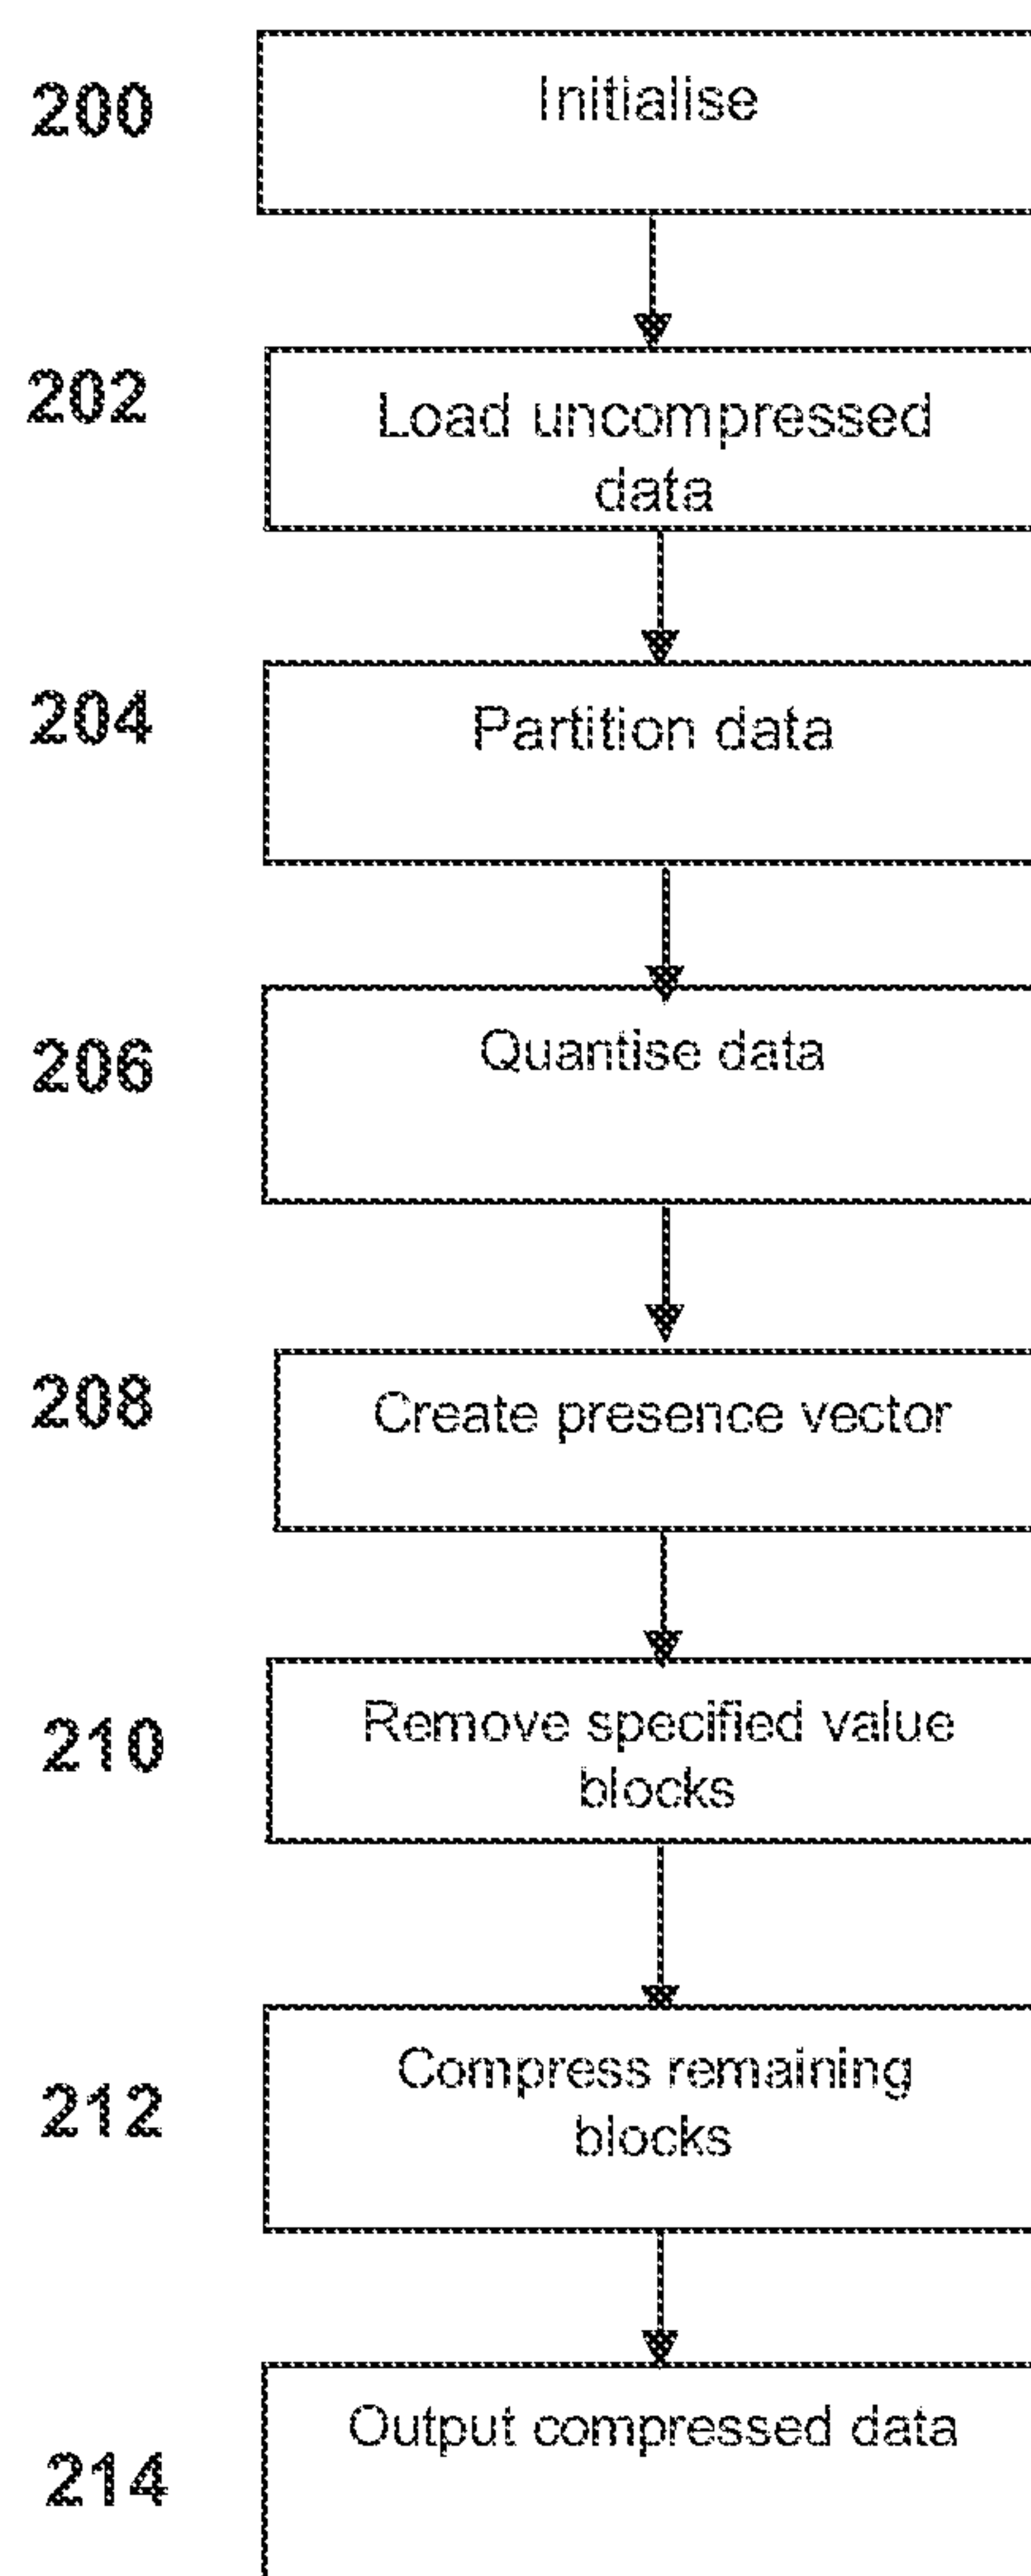 200
Initialise
202
Load uncompressed
data
204
Partition data
206
Quantise data
208
Create presence vector
210
Remove specified value
blocks
212
Compress remaining
blocks
214
Output compressed data